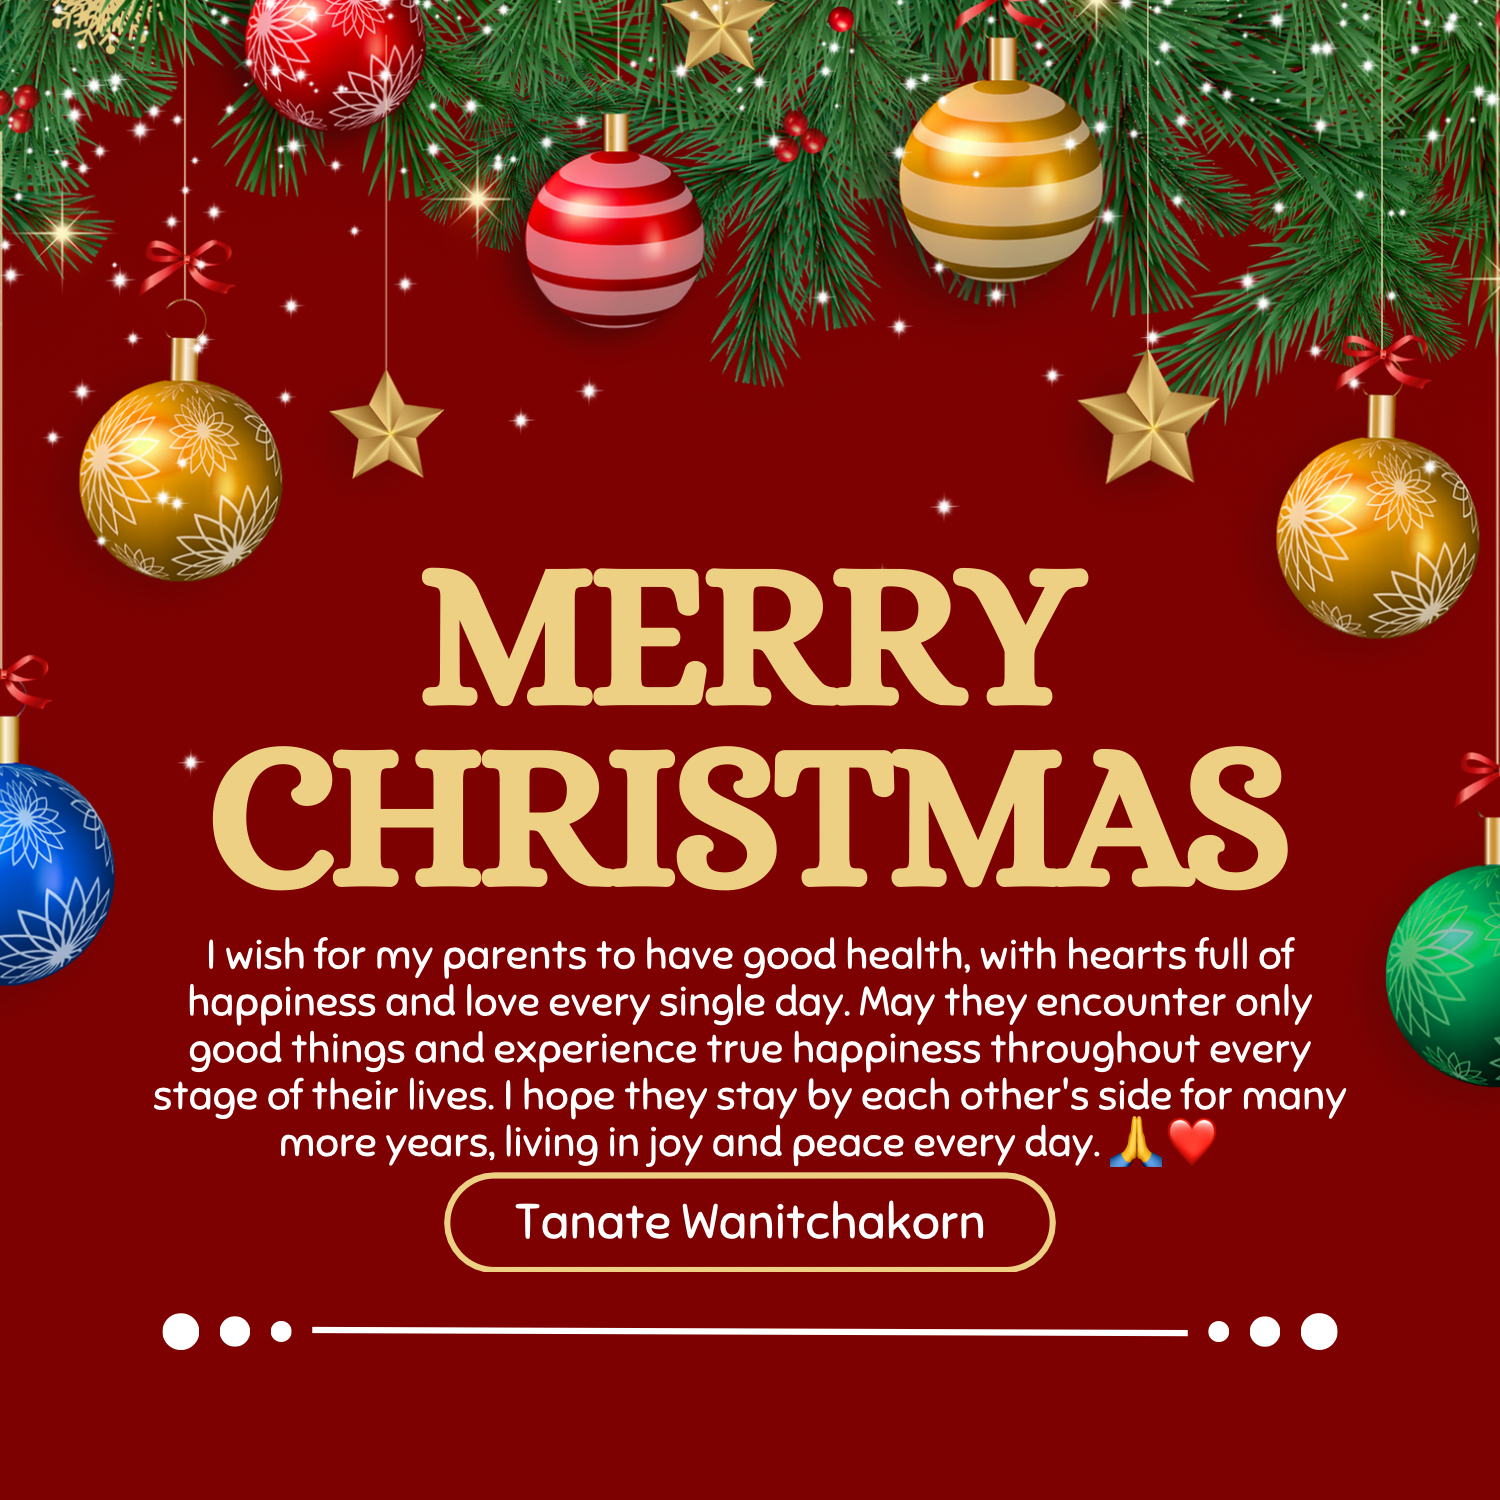 MERRY
CHRISTMAS
I wish for my parents to have good health, with hearts full of
happiness and love every single day. May they encounter only
good things and experience true happiness throughout every
stage of their lives. I hope they stay by each other's side for many
more years, living in joy and peace every day. 🙏❤️
Tanate Wanitchakorn